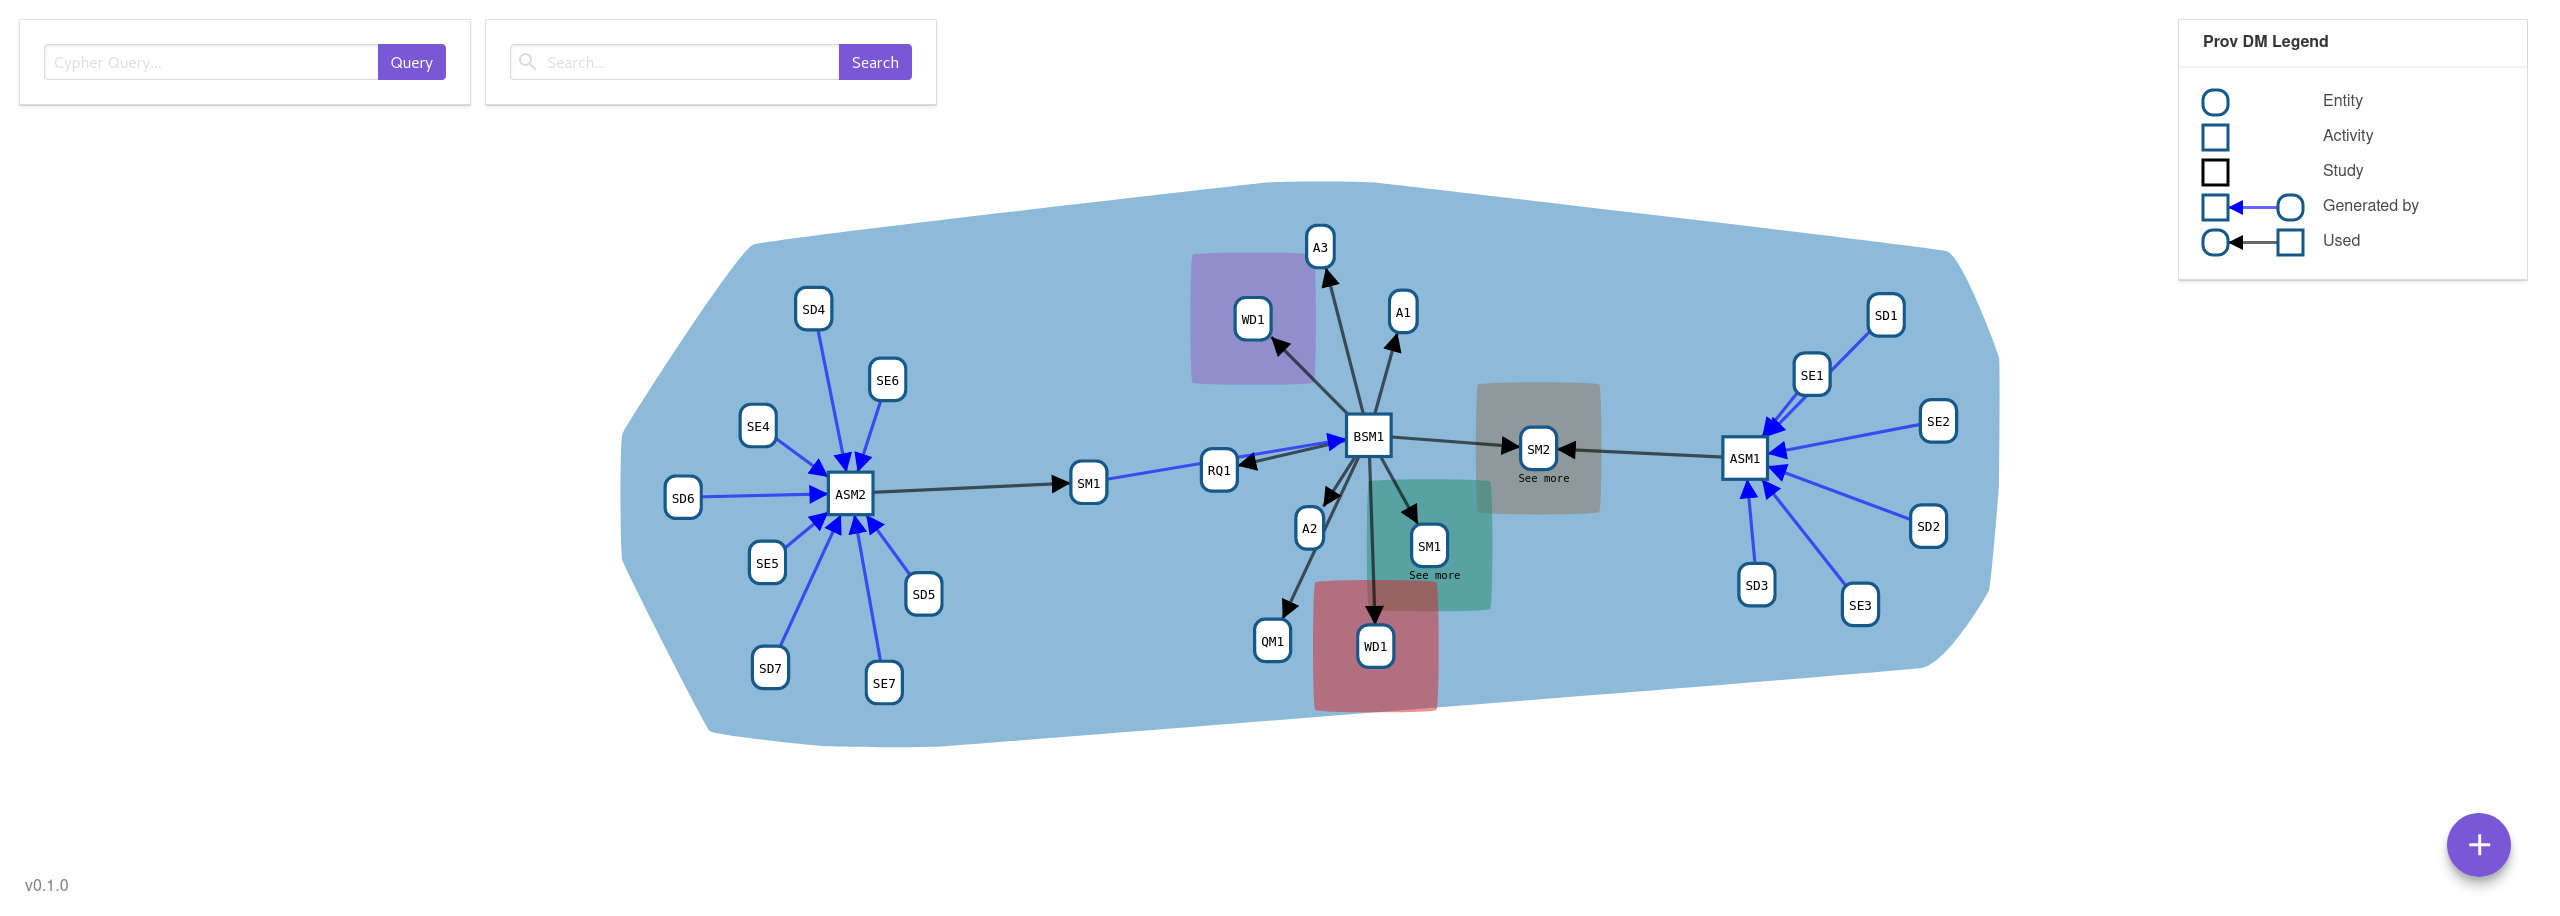 Cypher Query...
Query
Search...
Search
Prov DM Legend
Entity
Activity
Study
Generated by
Used
A3
SD4
WD1
A1
SD1
SE6
SE1
SE4
BSM1
SE2
SM2
ASM1
RQ1
See more
SM1
SD6
ASM2
A2
SD2
SM1
SE5
See more
SD3
SD5
SE3
QM1
WD1
SD7
SE7
+
v0.1.0